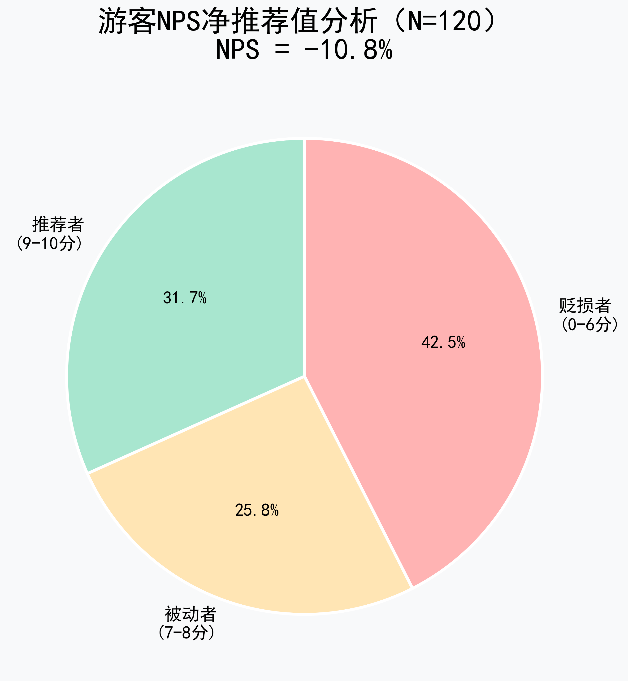 游客NPS净推荐值分析（N=120）
NPS = -10.8%
推荐者
(9-10分)
31.7%
贬损者
(0-6分)
42.5%
25.8%
被动者
(7-8分)